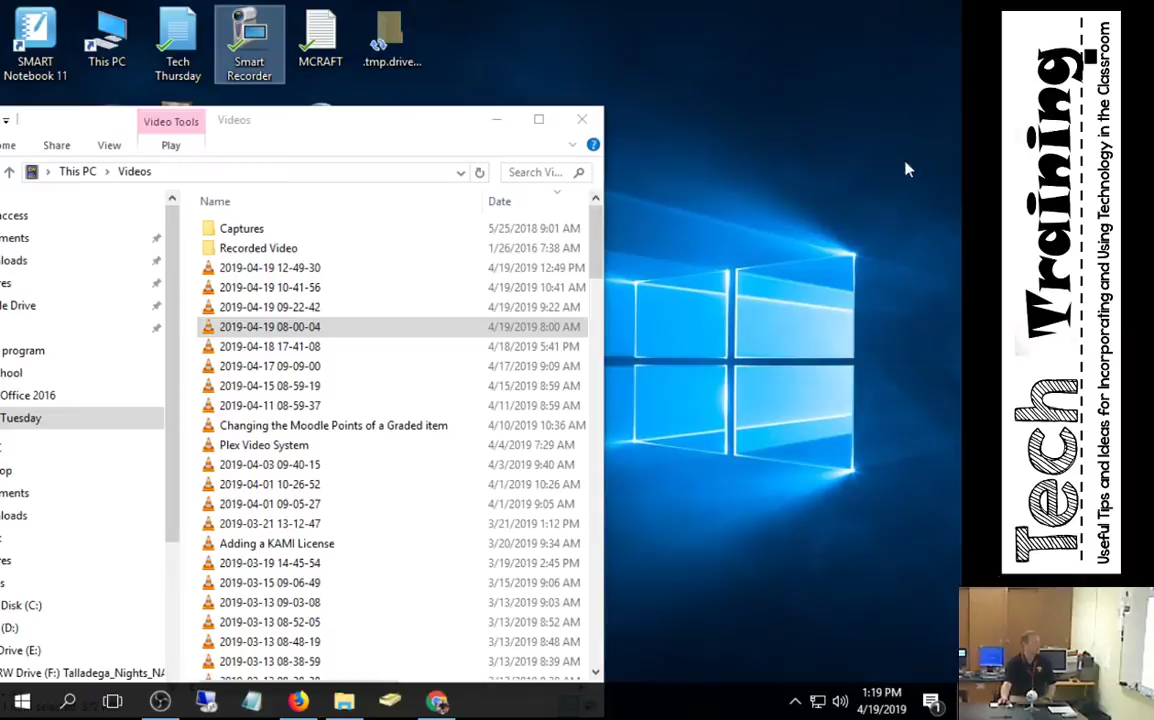 SMART
Notebook 11
This PC
Tech
Thursday
Smart
Recorder
MCRAFT
.tmp.drive...
Video Tools
Videos
ome
Share
View
Play
This PC
Videos
Search Vi...
ccess
ments
nloads
res
le Drive
program
hool
Office 2016
Tuesday
op
ments
nloads
res
s
Disk (C:)
(D:)
Drive (E:)
RW Drive (F:) Talladega_Nights_NA
Name
Date
Captures
5/25/2018 9:01 AM
Recorded Video
1/26/2016 7:38 AM
2019-04-19 12-49-30
4/19/2019 12:49 PM
2019-04-19 10-41-56
4/19/2019 10:41 AM
2019-04-19 09-22-42
4/19/2019 9:22 AM
2019-04-19 08-00-04
4/19/2019 8:00 AM
2019-04-18 17-41-08
4/18/2019 5:41 PM
2019-04-17 09-09-00
4/17/2019 9:09 AM
2019-04-15 08-59-19
4/15/2019 8:59 AM
2019-04-11 08-59-37
4/11/2019 8:59 AM
Changing the Moodle Points of a Graded item
4/10/2019 10:36 AM
Plex Video System
4/4/2019 7:29 AM
2019-04-03 09-40-15
4/3/2019 9:40 AM
2019-04-01 10-26-52
4/1/2019 10:26 AM
2019-04-01 09-05-27
4/1/2019 9:05 AM
2019-03-21 13-12-47
3/21/2019 1:12 PM
Adding a KAMI License
3/20/2019 9:34 AM
2019-03-19 14-45-54
3/19/2019 2:45 PM
2019-03-15 09-06-49
3/15/2019 9:06 AM
2019-03-13 09-03-08
3/13/2019 9:03 AM
2019-03-13 08-52-05
3/13/2019 8:52 AM
2019-03-13 08-48-19
3/13/2019 8:48 AM
2019-03-13 08-38-59
3/13/2019 8:39 AM
1:19 PM
4/19/2019
1
Tech Training
Useful Tips and Ideas for Incorporating and Using Technology in the Classroom